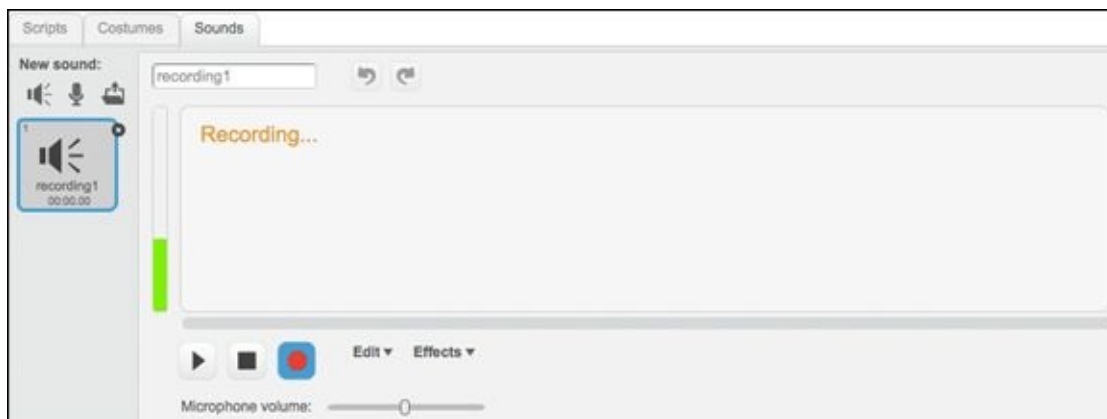 Scripts Costumes Sounds
New sound:
recording1
1
recording1
00:00.00
Recording...
Edit ▾ Effects ▾
Microphone volume: